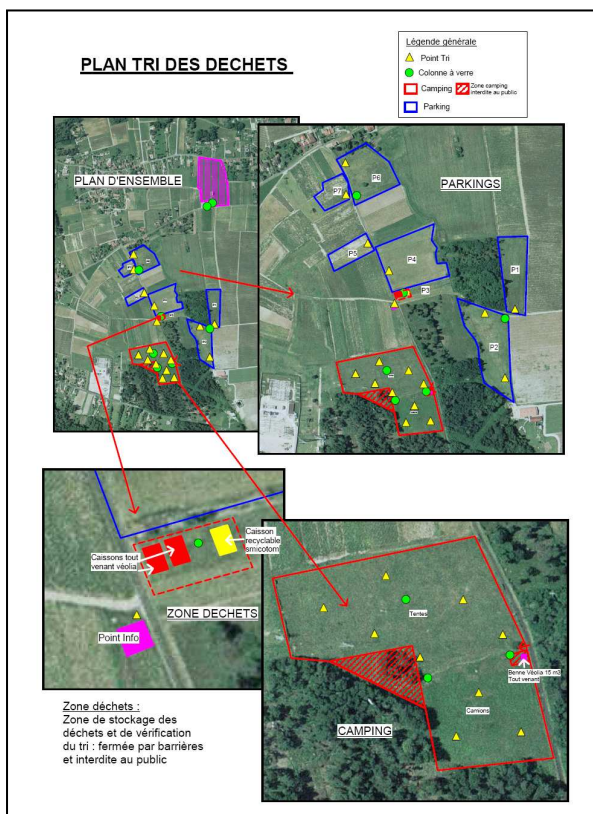 PLAN TRI DES DECHETS
Légende générale
Point Tri
Colonne à verre
Camping
Zone camping
interdite au public
Parking
PLAN D'ENSEMBLE
PARKINGS
P6
P7
P5
P4
P3
P1
P2
Caisson
recyclable
smicotom
Caissons tout
venant véolia
ZONE DECHETS
Point Info
Tentes
Benne Véolia 15 m3
Tout venant
Camions
CAMPING
Zone déchets :
Zone de stockage des
déchets et de vérification
du tri : fermée par barrières
et interdite au public